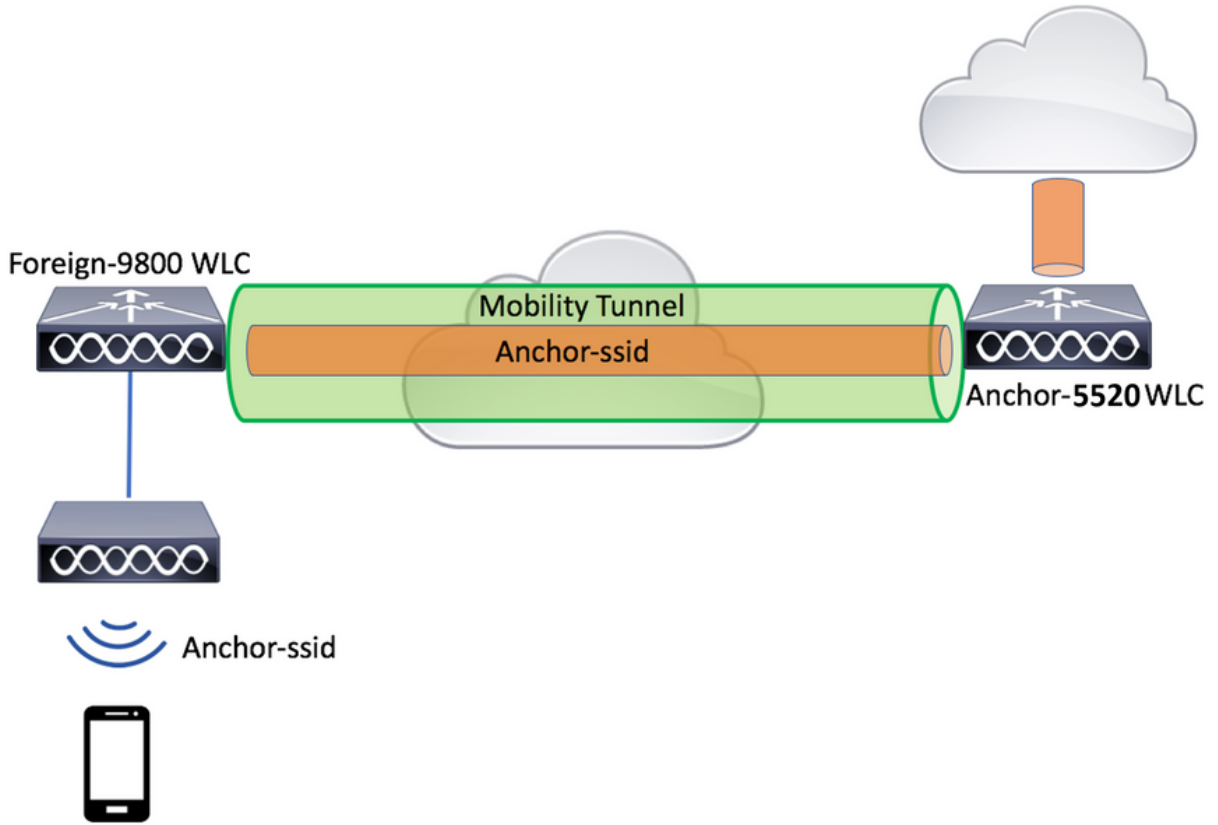 Foreign-9800 WLC
Mobility Tunnel
Anchor-ssid
Anchor-5520 WLC
Anchor-ssid